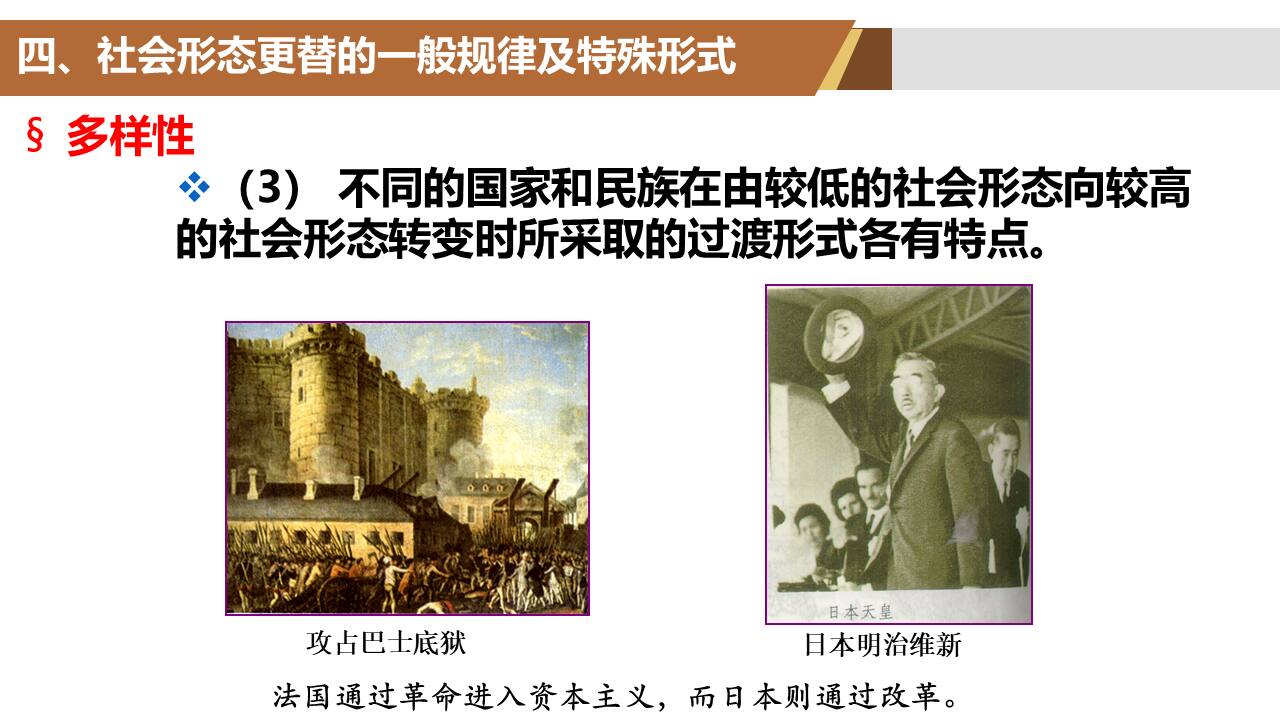 四、社会形态更替的一般规律及特殊形式
§ 多样性
❖（3） 不同的国家和民族在由较低的社会形态向较高
的社会形态转变时所采取的过渡形式各有特点。
日本天皇
攻占巴士底狱
日本明治维新
法国通过革命进入资本主义，而日本则通过改革。